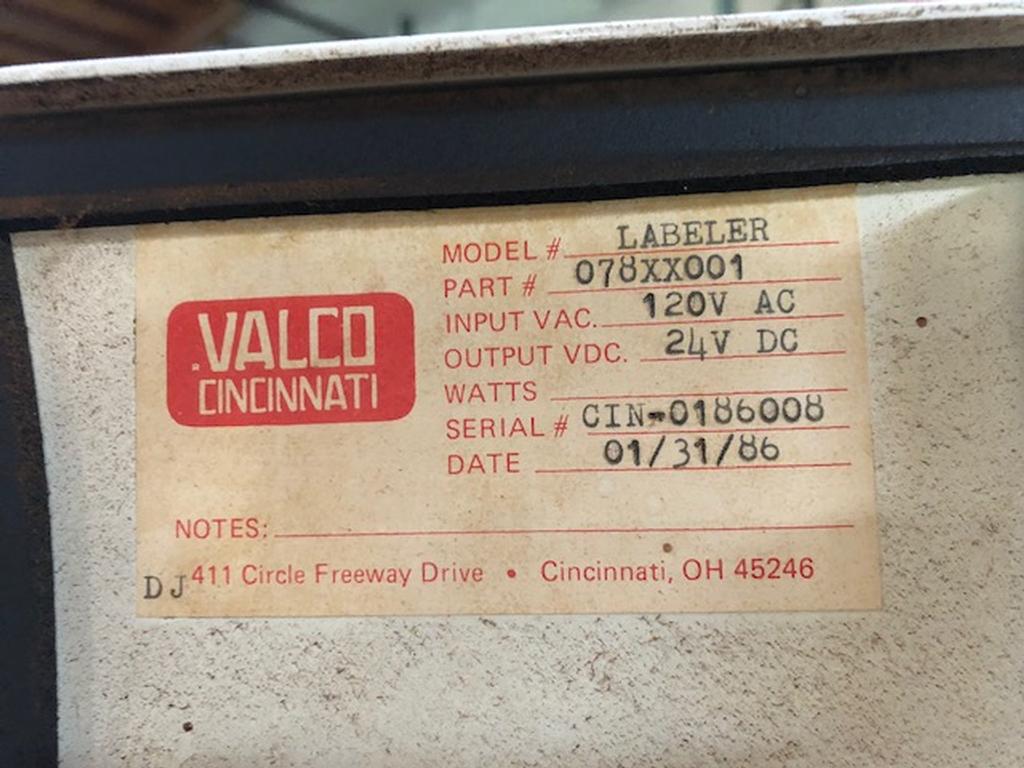 VALCO
CINCINNATI
MODEL # LABELER
PART # 078XX001
INPUT VAC. 120V AC
OUTPUT VDC. 24V DC
WATTS
SERIAL # CIN-0186008
DATE 01/31/86
NOTES:
DJ 411 Circle Freeway Drive • Cincinnati, OH 45246